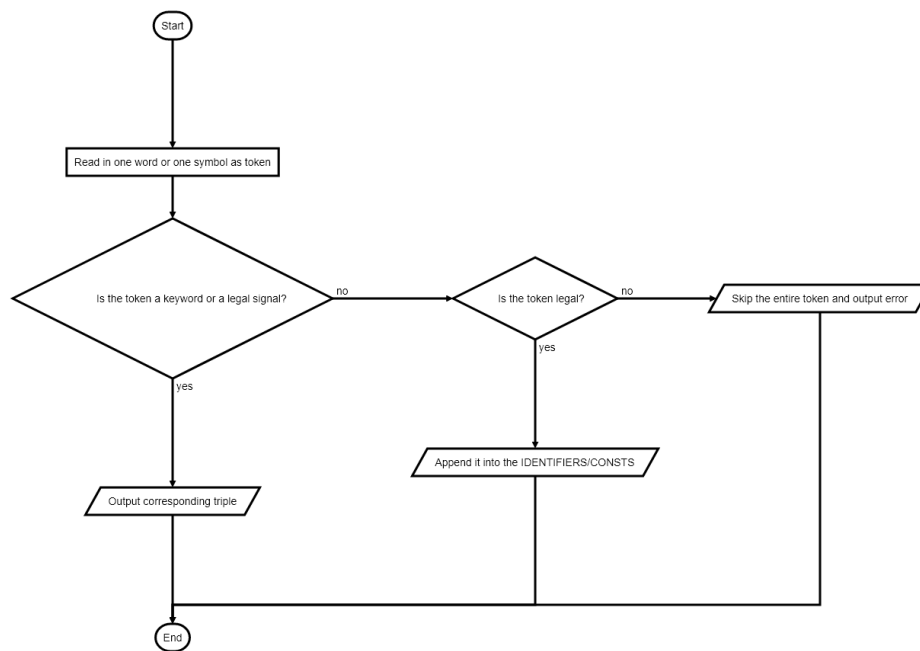 Start
Read in one word or one symbol as token
Is the token a keyword or a legal signal?
no
Is the token legal?
no
Skip the entire token and output error
yes
yes
Append it into the IDENTIFIERS/CONSTS
Output corresponding triple
End